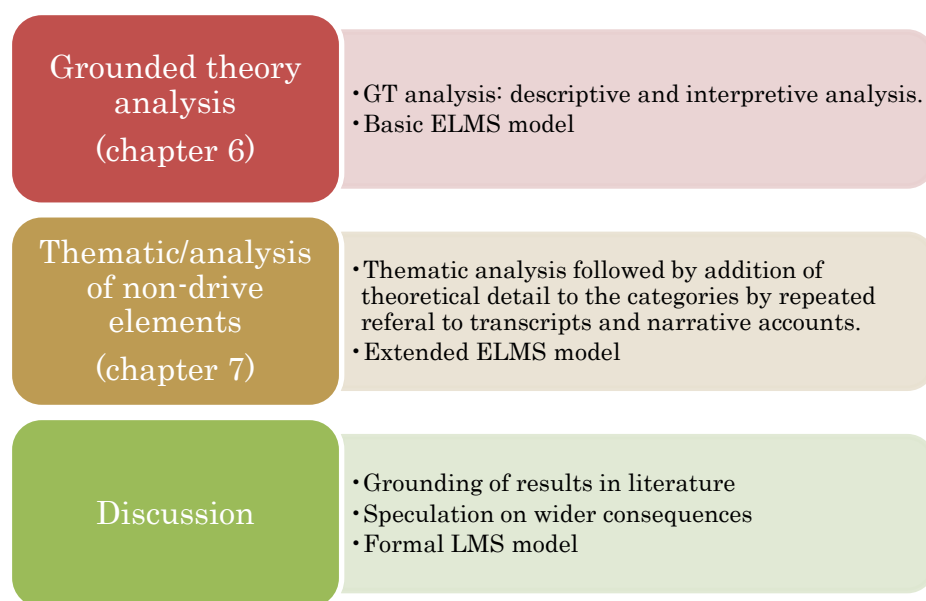 Grounded theory
analysis
(chapter 6)
•GT analysis: descriptive and interpretive analysis.
•Basic ELMS model
Thematic/analysis
of non-drive
elements
(chapter 7)
•Thematic analysis followed by addition of
theoretical detail to the categories by repeated
referal to transcripts and narrative accounts.
•Extended ELMS model
Discussion
•Grounding of results in literature
•Speculation on wider consequences
•Formal LMS model